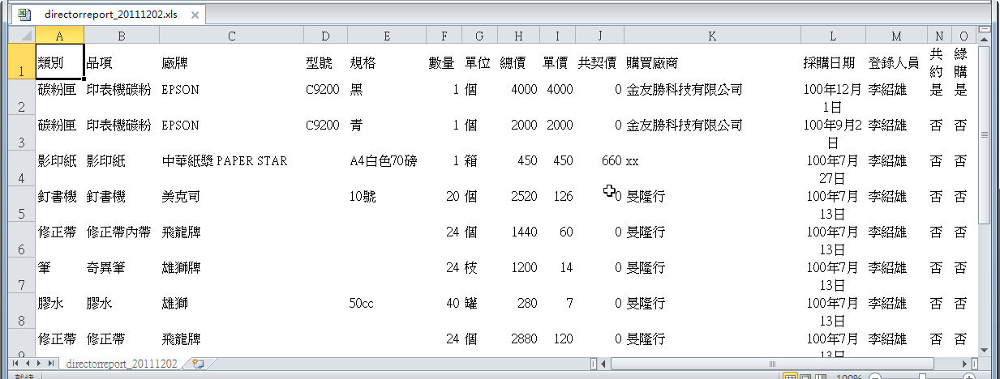 directorreport_20111202.xls
A B C D E F G H I J K L M N O
1 類別 品項 廠牌 型號 規格 數量 單位 總價 單價 共契價 購買廠商 採購日期 登錄人員 共約 綠購
2 碳粉匣 印表機碳粉 EPSON C9200 黑 1 個 4000 4000 0 金友勝科技有限公司 100年12月1日 李紹雄 是 是
3 碳粉匣 印表機碳粉 EPSON C9200 青 1 個 2000 2000 0 金友勝科技有限公司 100年9月2日 李紹雄 否 否
4 影印紙 影印紙 中華紙漿 PAPER STAR A4白色70磅 1 箱 450 450 660 xx 100年7月27日 李紹雄 否 否
5 釘書機 釘書機 美克司 10號 20 個 2520 126 0 旻隆行 100年7月13日 李紹雄 否 否
6 修正帶 修正帶內帶 飛龍牌 24 個 1440 60 0 旻隆行 100年7月13日 李紹雄 否 否
7 筆 奇異筆 雄獅牌 24 枝 1200 14 0 旻隆行 100年7月13日 李紹雄 否 否
8 膠水 膠水 雄獅 50cc 40 罐 280 7 0 旻隆行 100年7月13日 李紹雄 否 否
9 修正帶 修正帶 飛龍牌 24 個 2880 120 0 旻隆行 100年7月13日 李紹雄 否 否
directorreport_20111202
就緒 100%